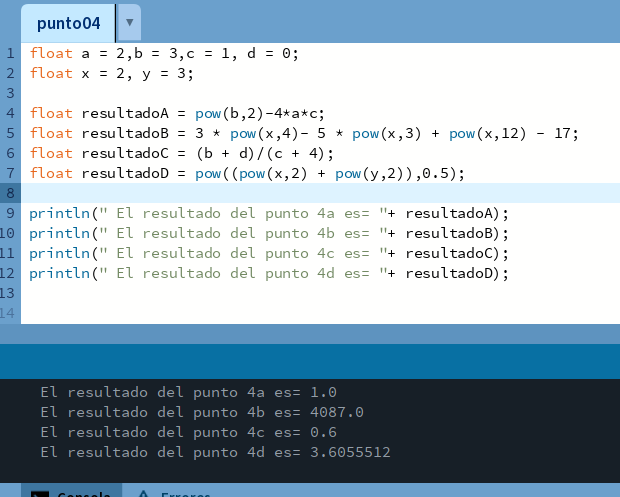 punto04 ▼
1 float a = 2,b = 3,c = 1, d = 0;
2 float x = 2, y = 3;
3
4 float resultadoA = pow(b,2)-4*a*c;
5 float resultadoB = 3 * pow(x,4)- 5 * pow(x,3) + pow(x,12) - 17;
6 float resultadoC = (b + d)/(c + 4);
7 float resultadoD = pow((pow(x,2) + pow(y,2)),0.5);
8
9 println(" El resultado del punto 4a es= "+ resultadoA);
10 println(" El resultado del punto 4b es= "+ resultadoB);
11 println(" El resultado del punto 4c es= "+ resultadoC);
12 println(" El resultado del punto 4d es= "+ resultadoD);
13
14
El resultado del punto 4a es= 1.0
El resultado del punto 4b es= 4087.0
El resultado del punto 4c es= 0.6
El resultado del punto 4d es= 3.6055512
Consola Errores